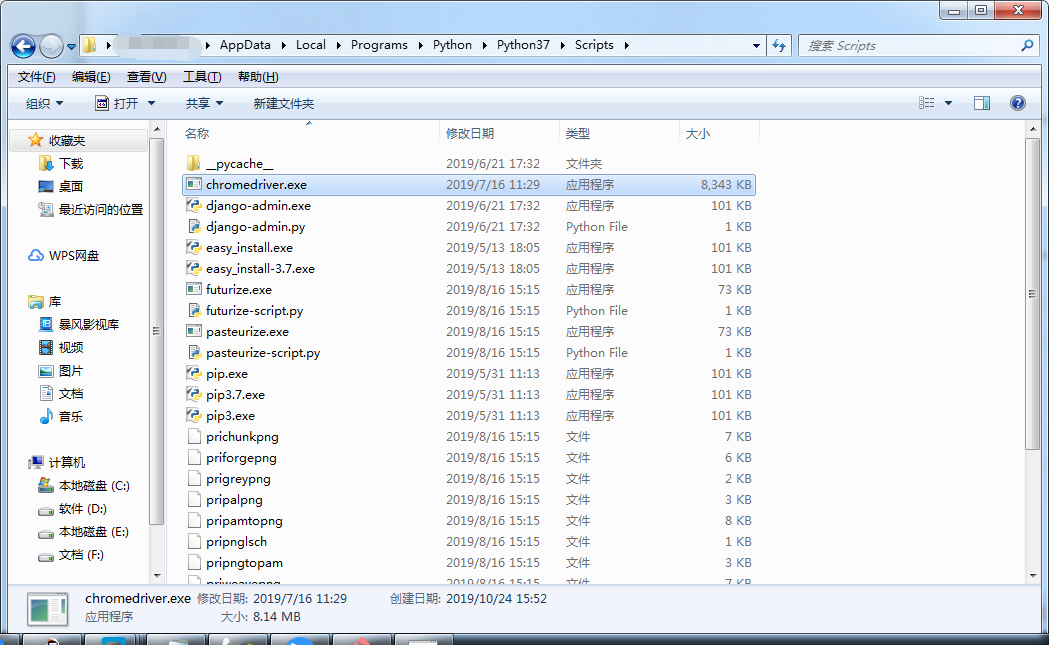 AppData Local Programs Python Python37 Scripts 搜索 Scripts
文件(F) 编辑(E) 查看(V) 工具(T) 帮助(H)
组织 打开 共享 新建文件夹
收藏夹
下载
桌面
最近访问的位置
WPS网盘
库
暴风影视库
视频
图片
文档
音乐
计算机
本地磁盘 (C:)
软件 (D:)
本地磁盘 (E:)
文档 (F:)
名称 修改日期 类型 大小
__pycache__ 2019/6/21 17:32 文件夹
chromedriver.exe 2019/7/16 11:29 应用程序 8,343 KB
django-admin.exe 2019/6/21 17:32 应用程序 101 KB
django-admin.py 2019/6/21 17:32 Python File 1 KB
easy_install.exe 2019/5/13 18:05 应用程序 101 KB
easy_install-3.7.exe 2019/5/13 18:05 应用程序 101 KB
futurize.exe 2019/8/16 15:15 应用程序 73 KB
futurize-script.py 2019/8/16 15:15 Python File 1 KB
pasteurize.exe 2019/8/16 15:15 应用程序 73 KB
pasteurize-script.py 2019/8/16 15:15 Python File 1 KB
pip.exe 2019/5/31 11:13 应用程序 101 KB
pip3.7.exe 2019/5/31 11:13 应用程序 101 KB
pip3.exe 2019/5/31 11:13 应用程序 101 KB
prichunkpng 2019/8/16 15:15 文件 7 KB
priforgepng 2019/8/16 15:15 文件 6 KB
prigreypng 2019/8/16 15:15 文件 2 KB
pripalpng 2019/8/16 15:15 文件 3 KB
pripamtopng 2019/8/16 15:15 文件 8 KB
pripnglsch 2019/8/16 15:15 文件 1 KB
pripngtopam 2019/8/16 15:15 文件 3 KB
priweavepng 2019/8/16 15:15 文件 7 KB
chromedriver.exe 修改日期: 2019/7/16 11:29 创建日期: 2019/10/24 15:52
应用程序 大小: 8.14 MB